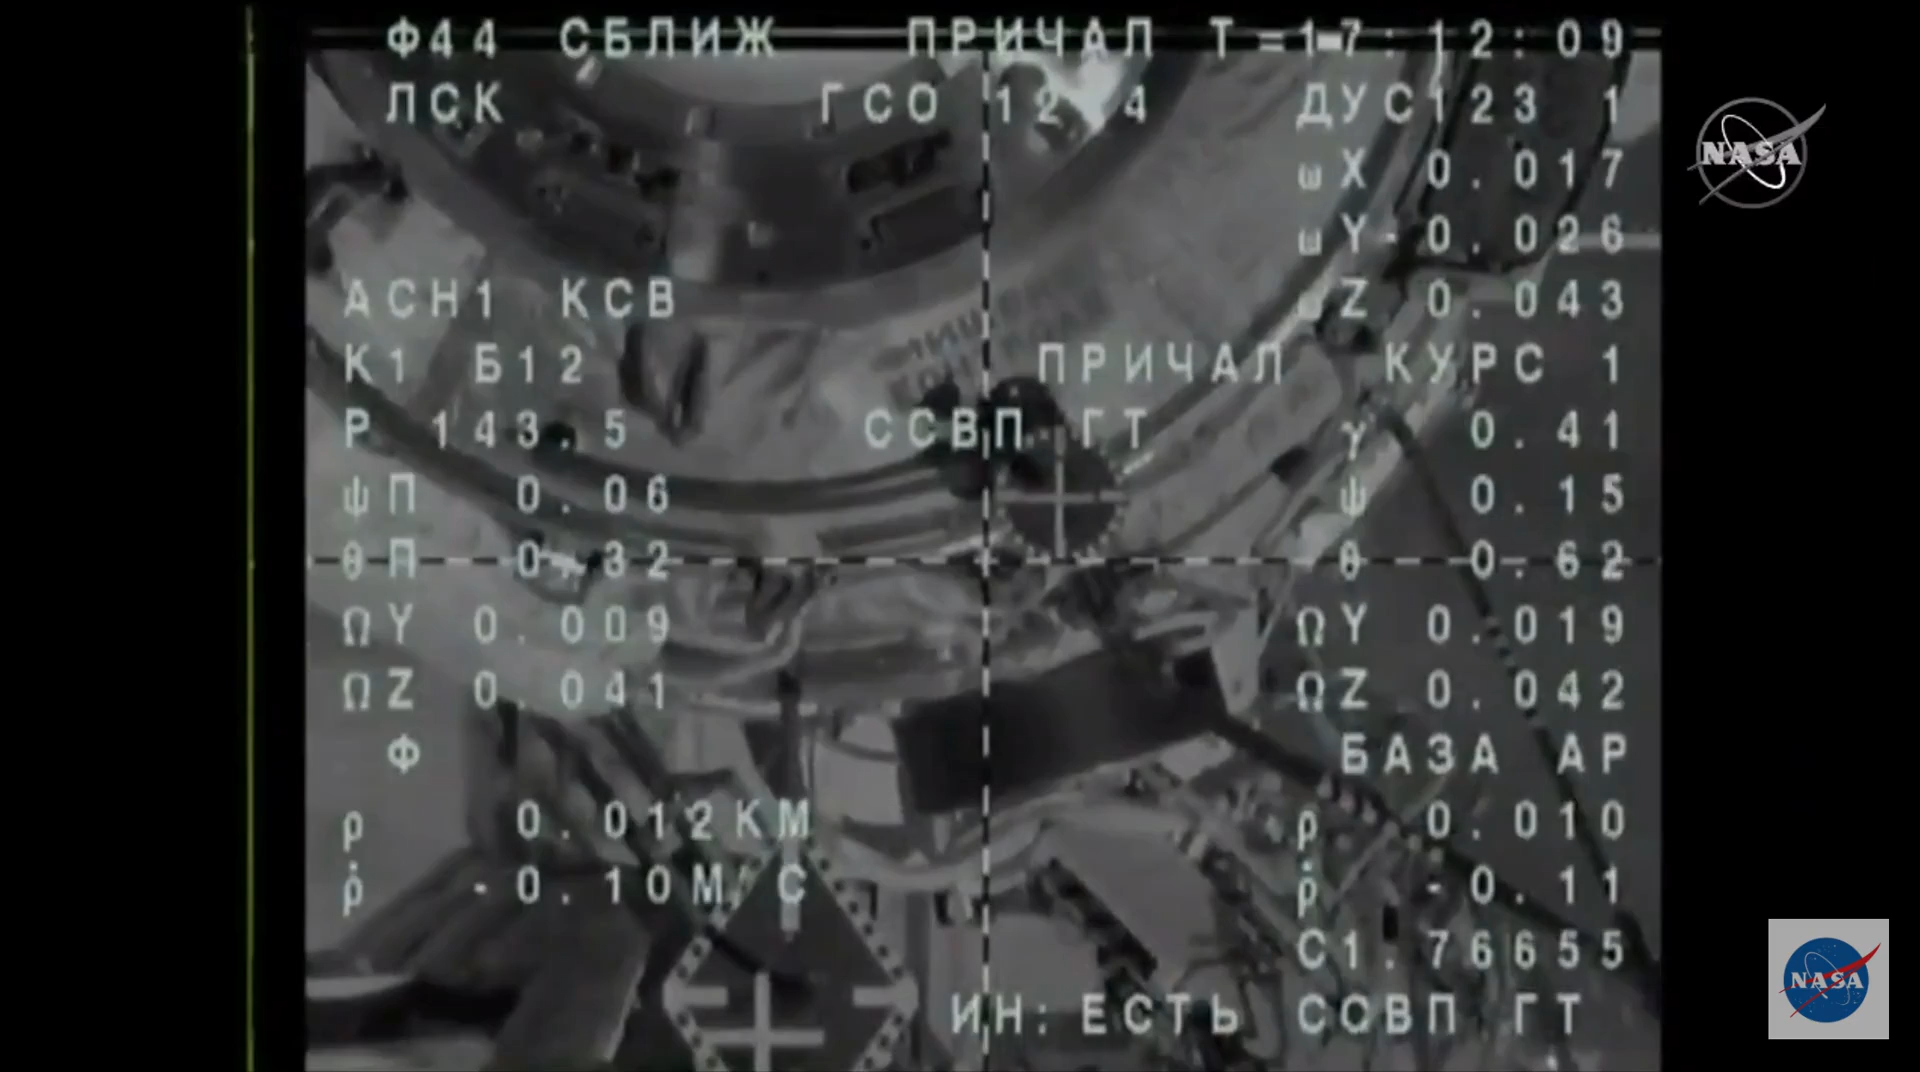 Ф44 СБЛИЖ ПРИЧАЛ Т=17:12:09
ЛСК ГСО 12 4 ДУС123 1
ωX 0.017
NASA
ωY-0.026
АСН1 КСВ ωZ 0.043
К1 Б12 ПРИЧАЛ КУРС 1
Р 143.5 ССВП ГТ γ 0.41
ψП 0.06 ψ 0.15
θП 0.32 θ 0.62
ΩY 0.009 ΩY 0.019
ΩZ 0.041 ΩZ 0.042
Ф БАЗА АР
ρ 0.012КМ ρ 0.010
ρ̇ -0.10М/С ρ̇ -0.11
С1.76655
NASA
ИН: ЕСТЬ ССВП ГТ